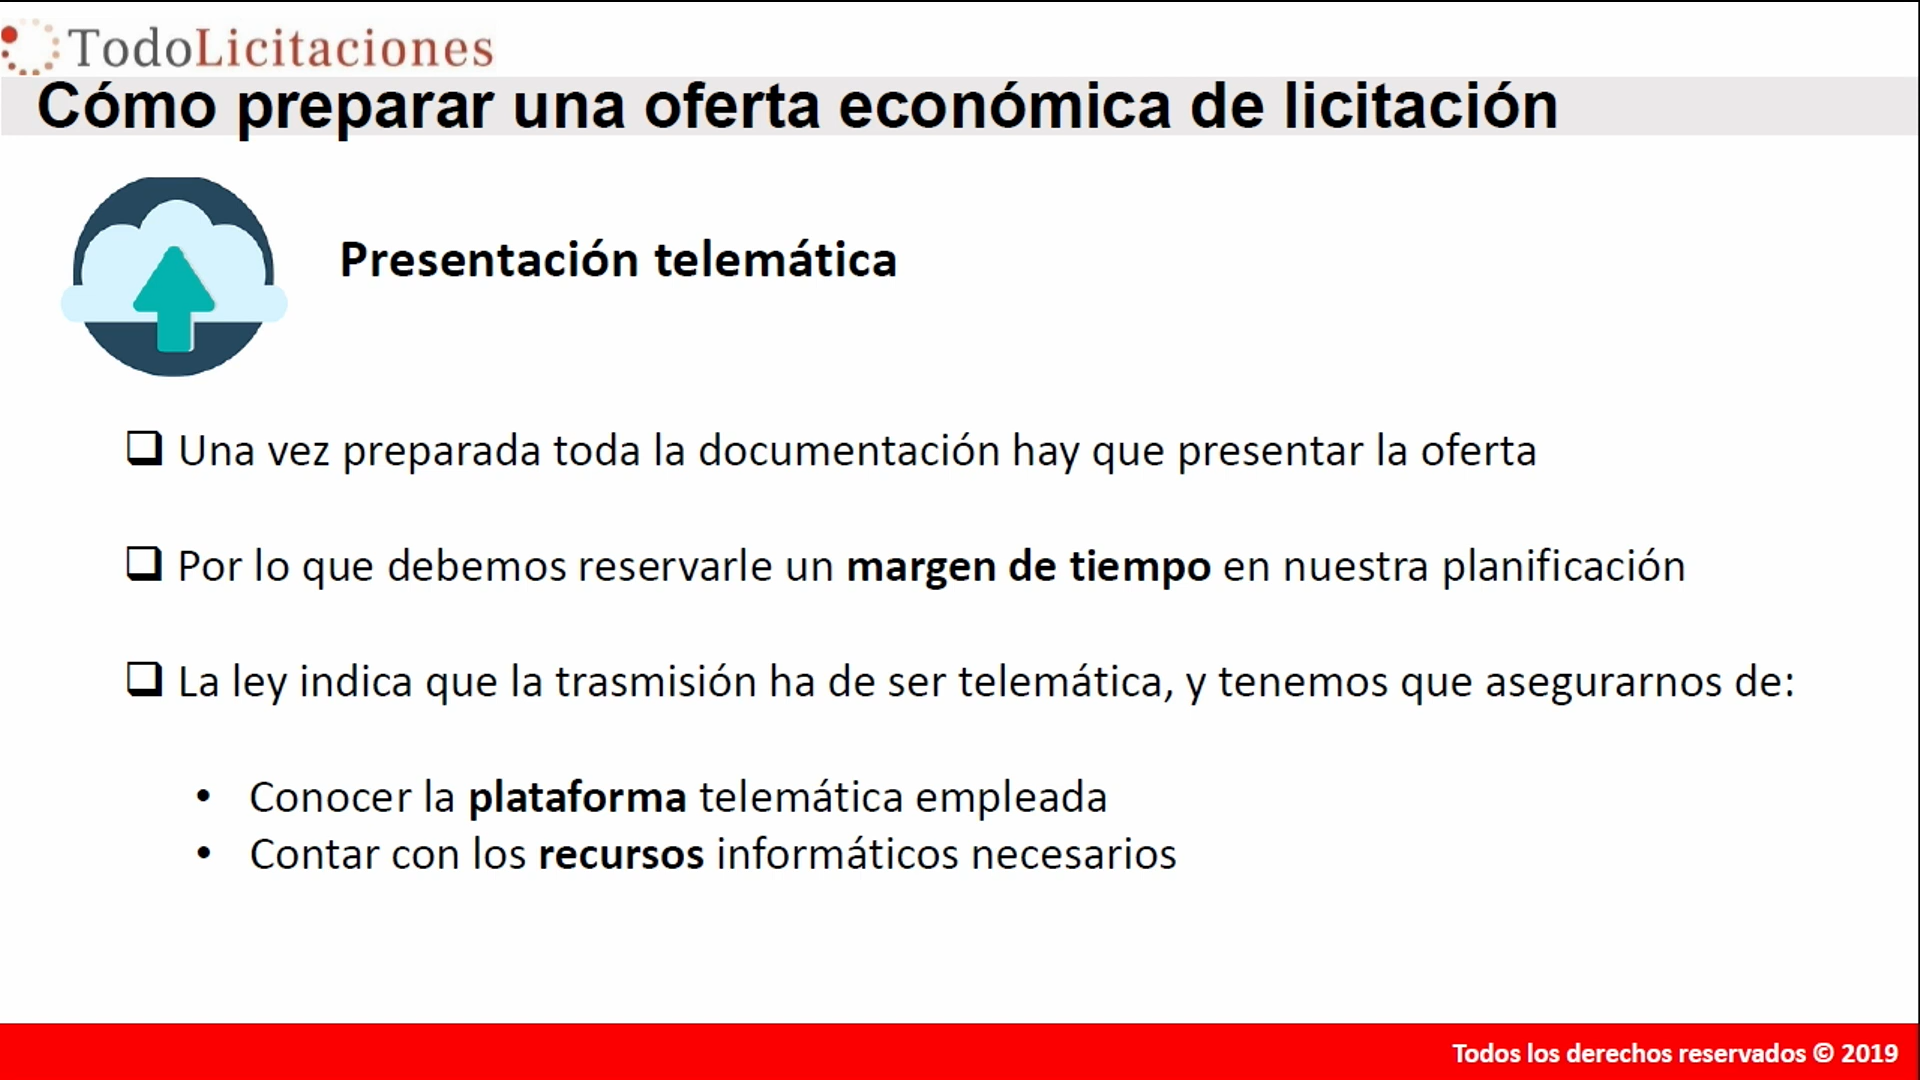 TodoLicitaciones
Cómo preparar una oferta económica de licitación
Presentación telemática
❑ Una vez preparada toda la documentación hay que presentar la oferta
❑ Por lo que debemos reservarle un margen de tiempo en nuestra planificación
❑ La ley indica que la trasmisión ha de ser telemática, y tenemos que asegurarnos de:
• Conocer la plataforma telemática empleada
• Contar con los recursos informáticos necesarios
Todos los derechos reservados © 2019